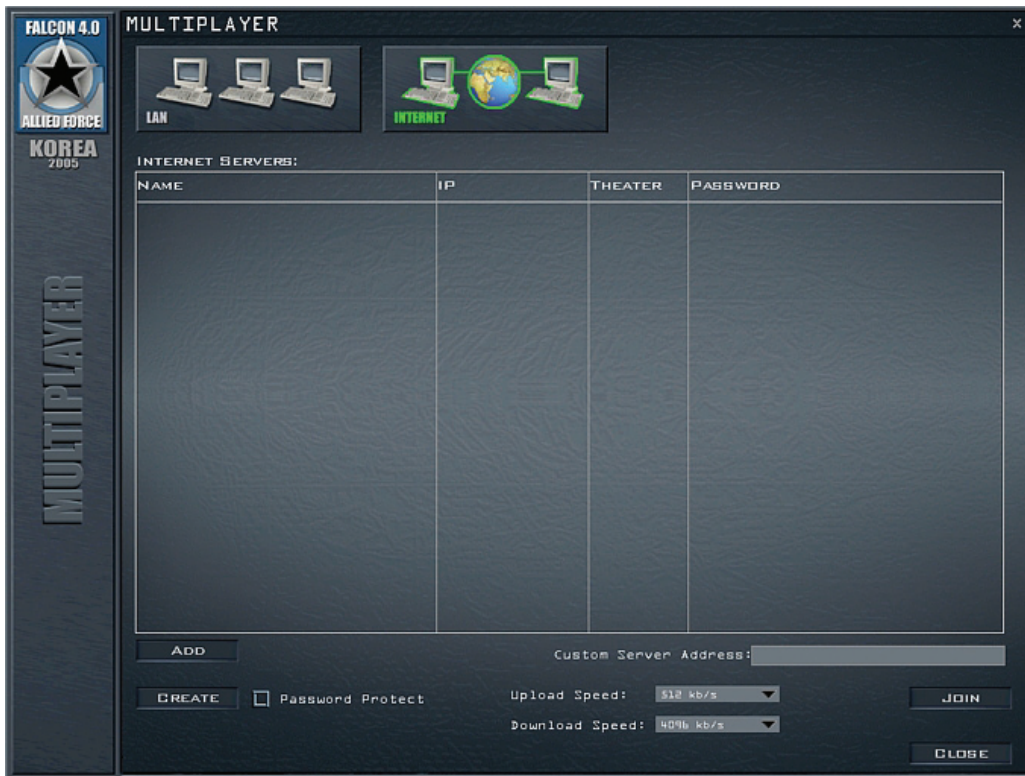 FALCON 4.0
ALLIED FORCE
KOREA
2005
MULTIPLAYER
MULTIPLAYER
x
LAN
INTERNET
INTERNET SERVERS:
NAME IP THEATER PASSWORD
ADD
Custom Server Address:
CREATE Password Protect
Upload Speed: 512 kb/s
JOIN
Download Speed: 4096 kb/s
CLOSE